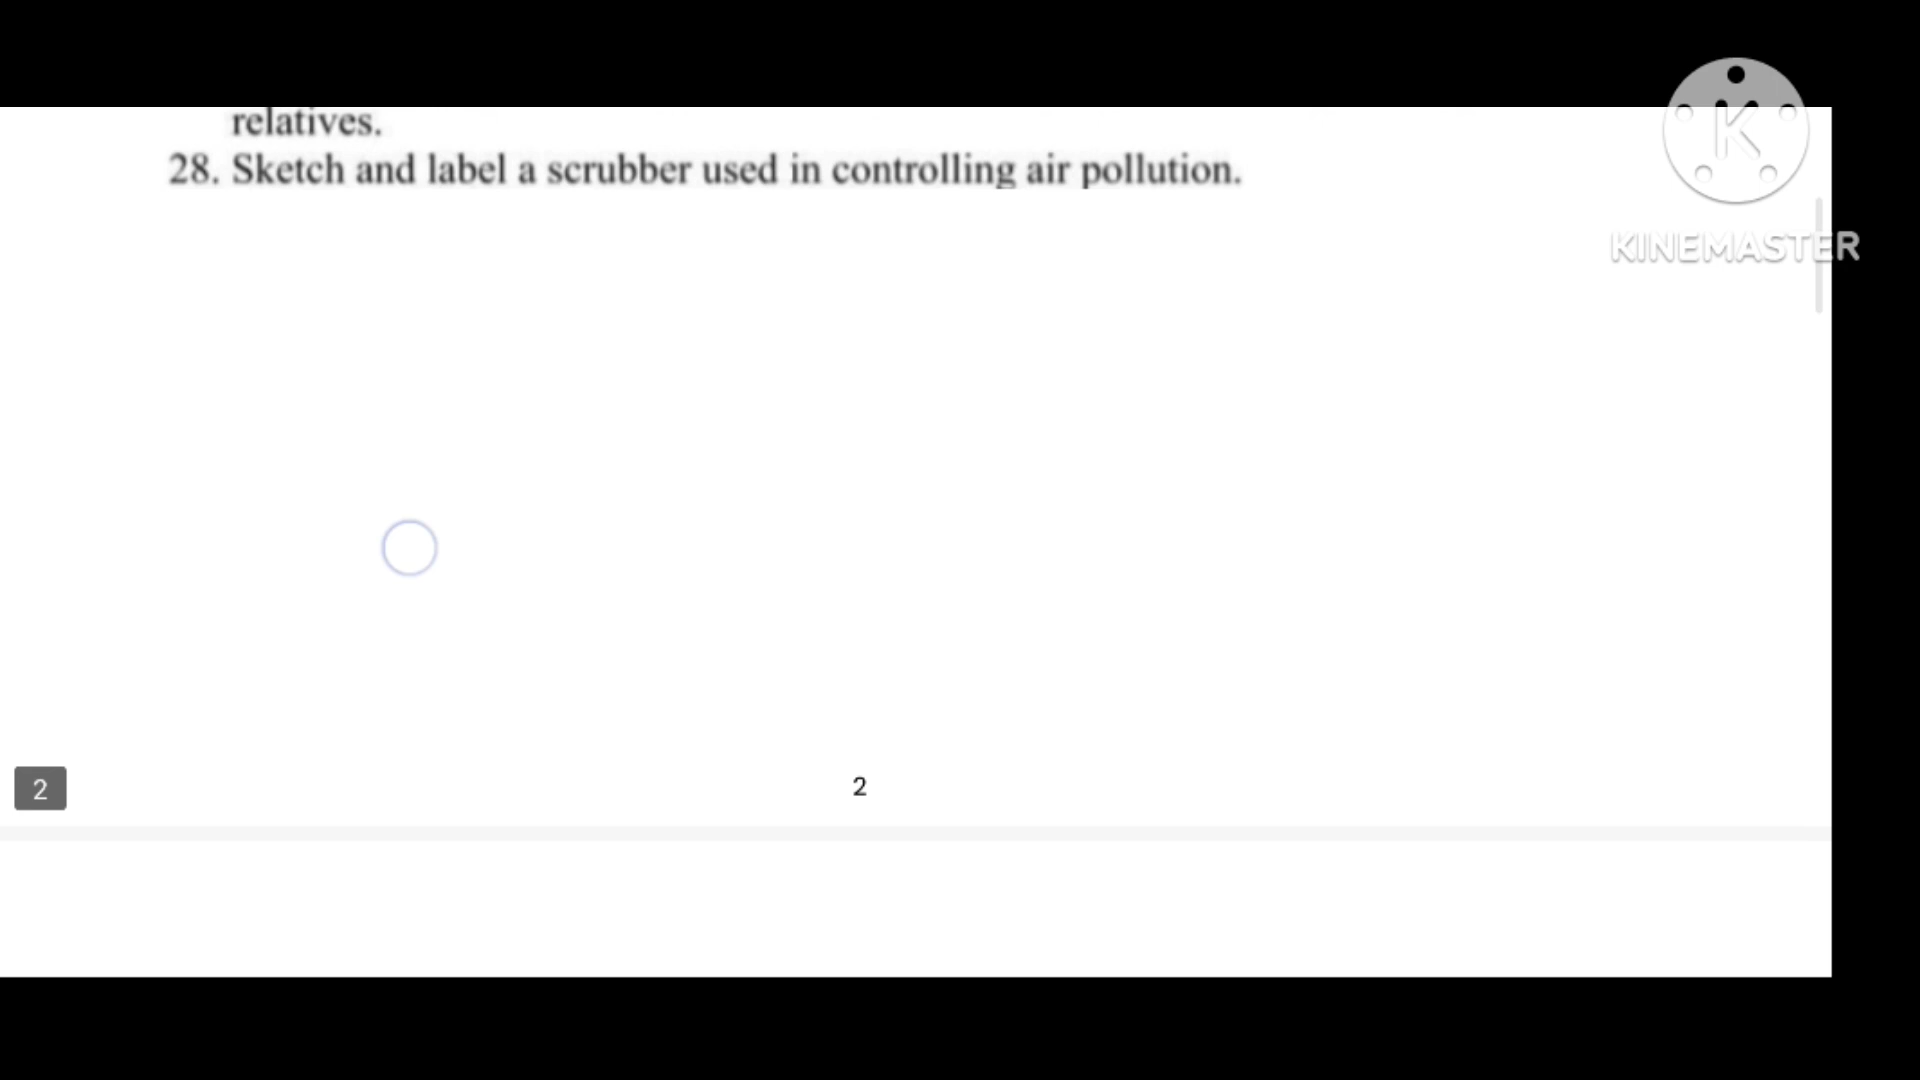 relatives.
28. Sketch and label a scrubber used in controlling air pollution.
K
KINEMASTER
2
2